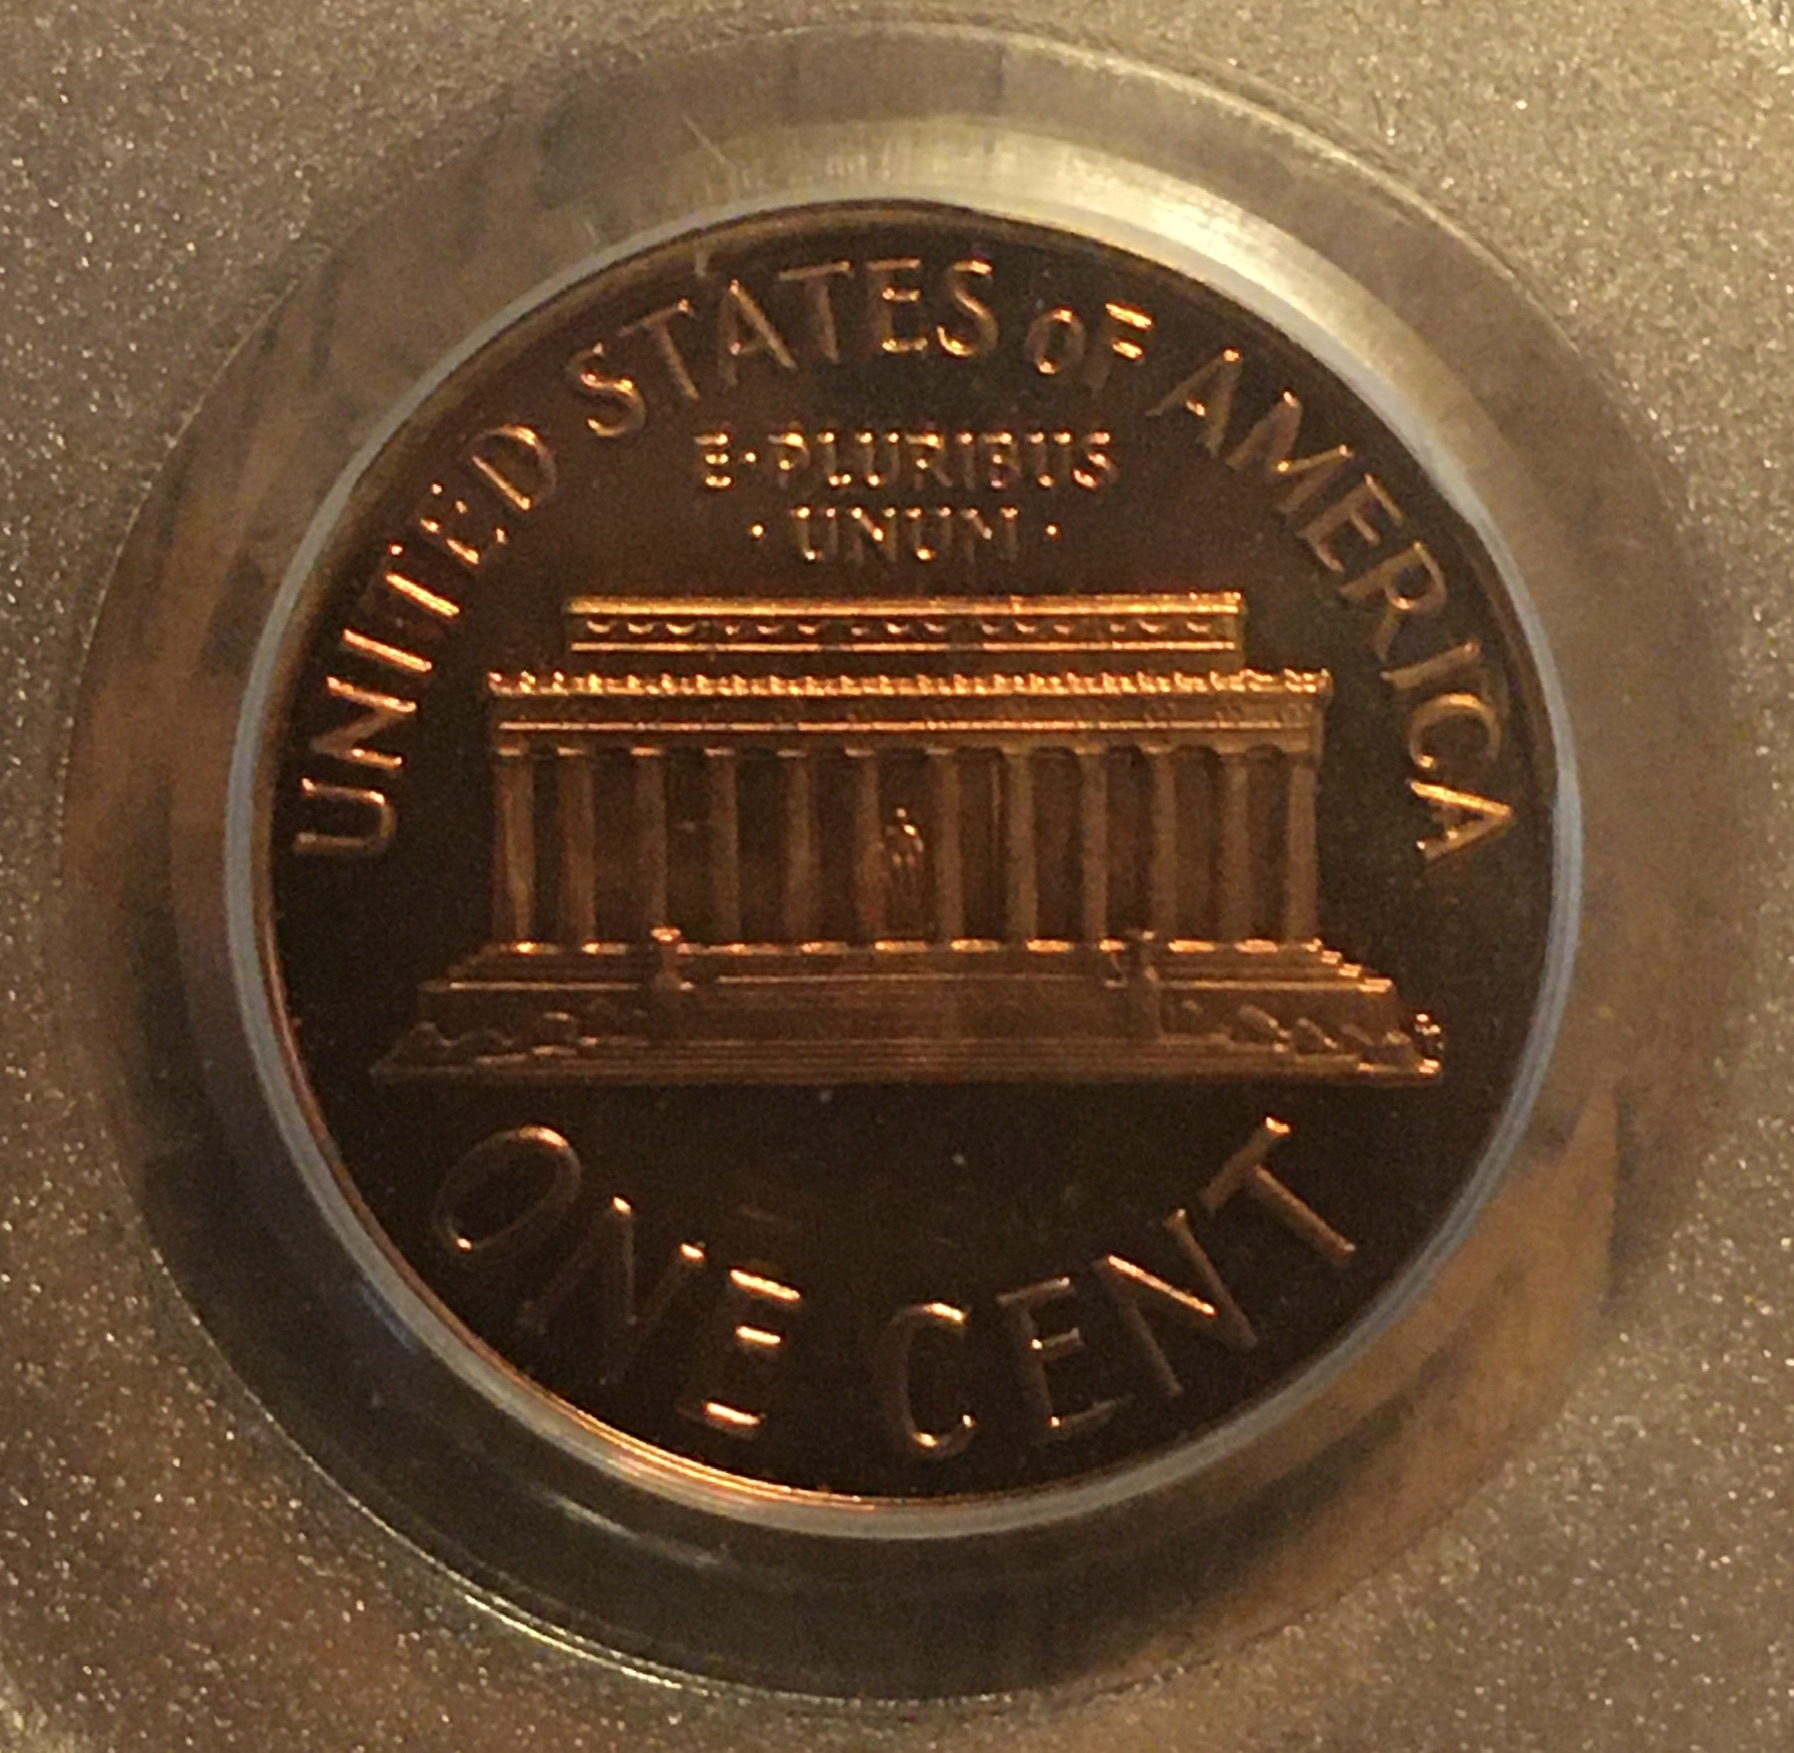 UNITED STATES OF AMERICA
E·PLURIBUS
· UNUM ·
ONE CENT